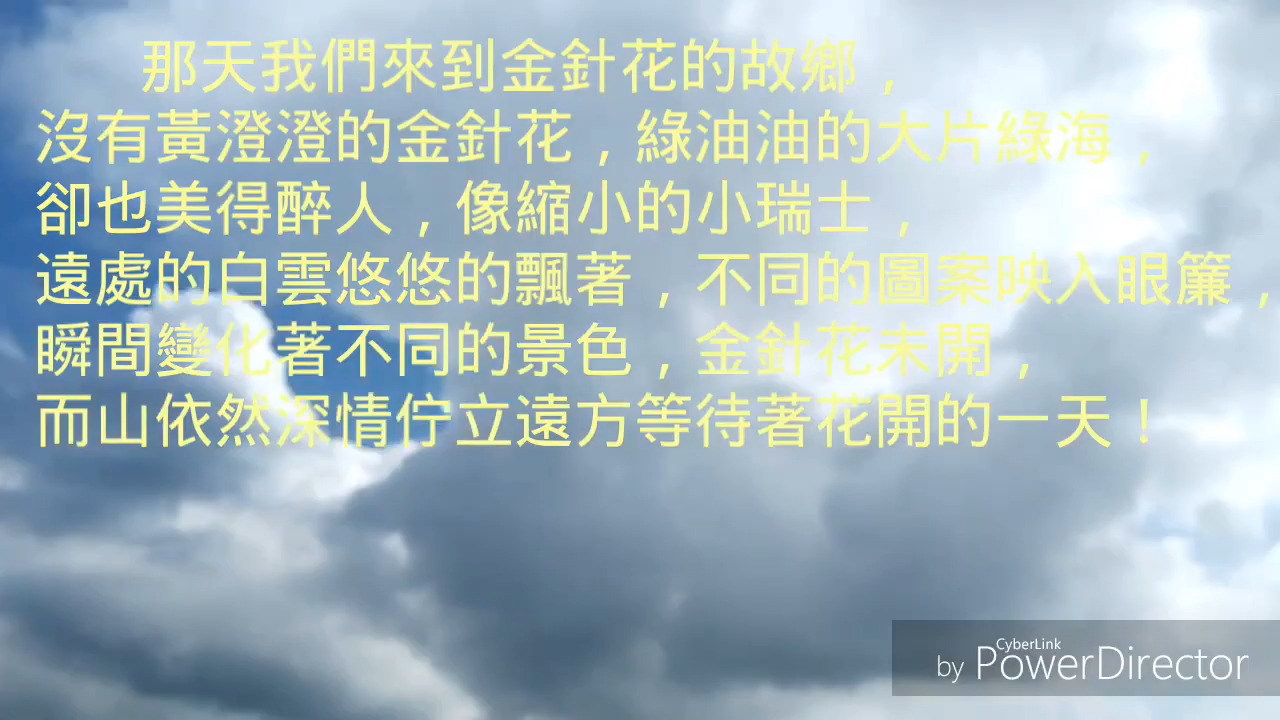 那天我們來到金針花的故鄉，
沒有黃澄澄的金針花，綠油油的大片綠海，
卻也美得醉人，像縮小的小瑞士，
遠處的白雲悠悠的飄著，不同的圖案映入眼簾，
瞬間變化著不同的景色，金針花未開，
而山依然深情佇立遠方等待著花開的一天！
CyberLink
by PowerDirector